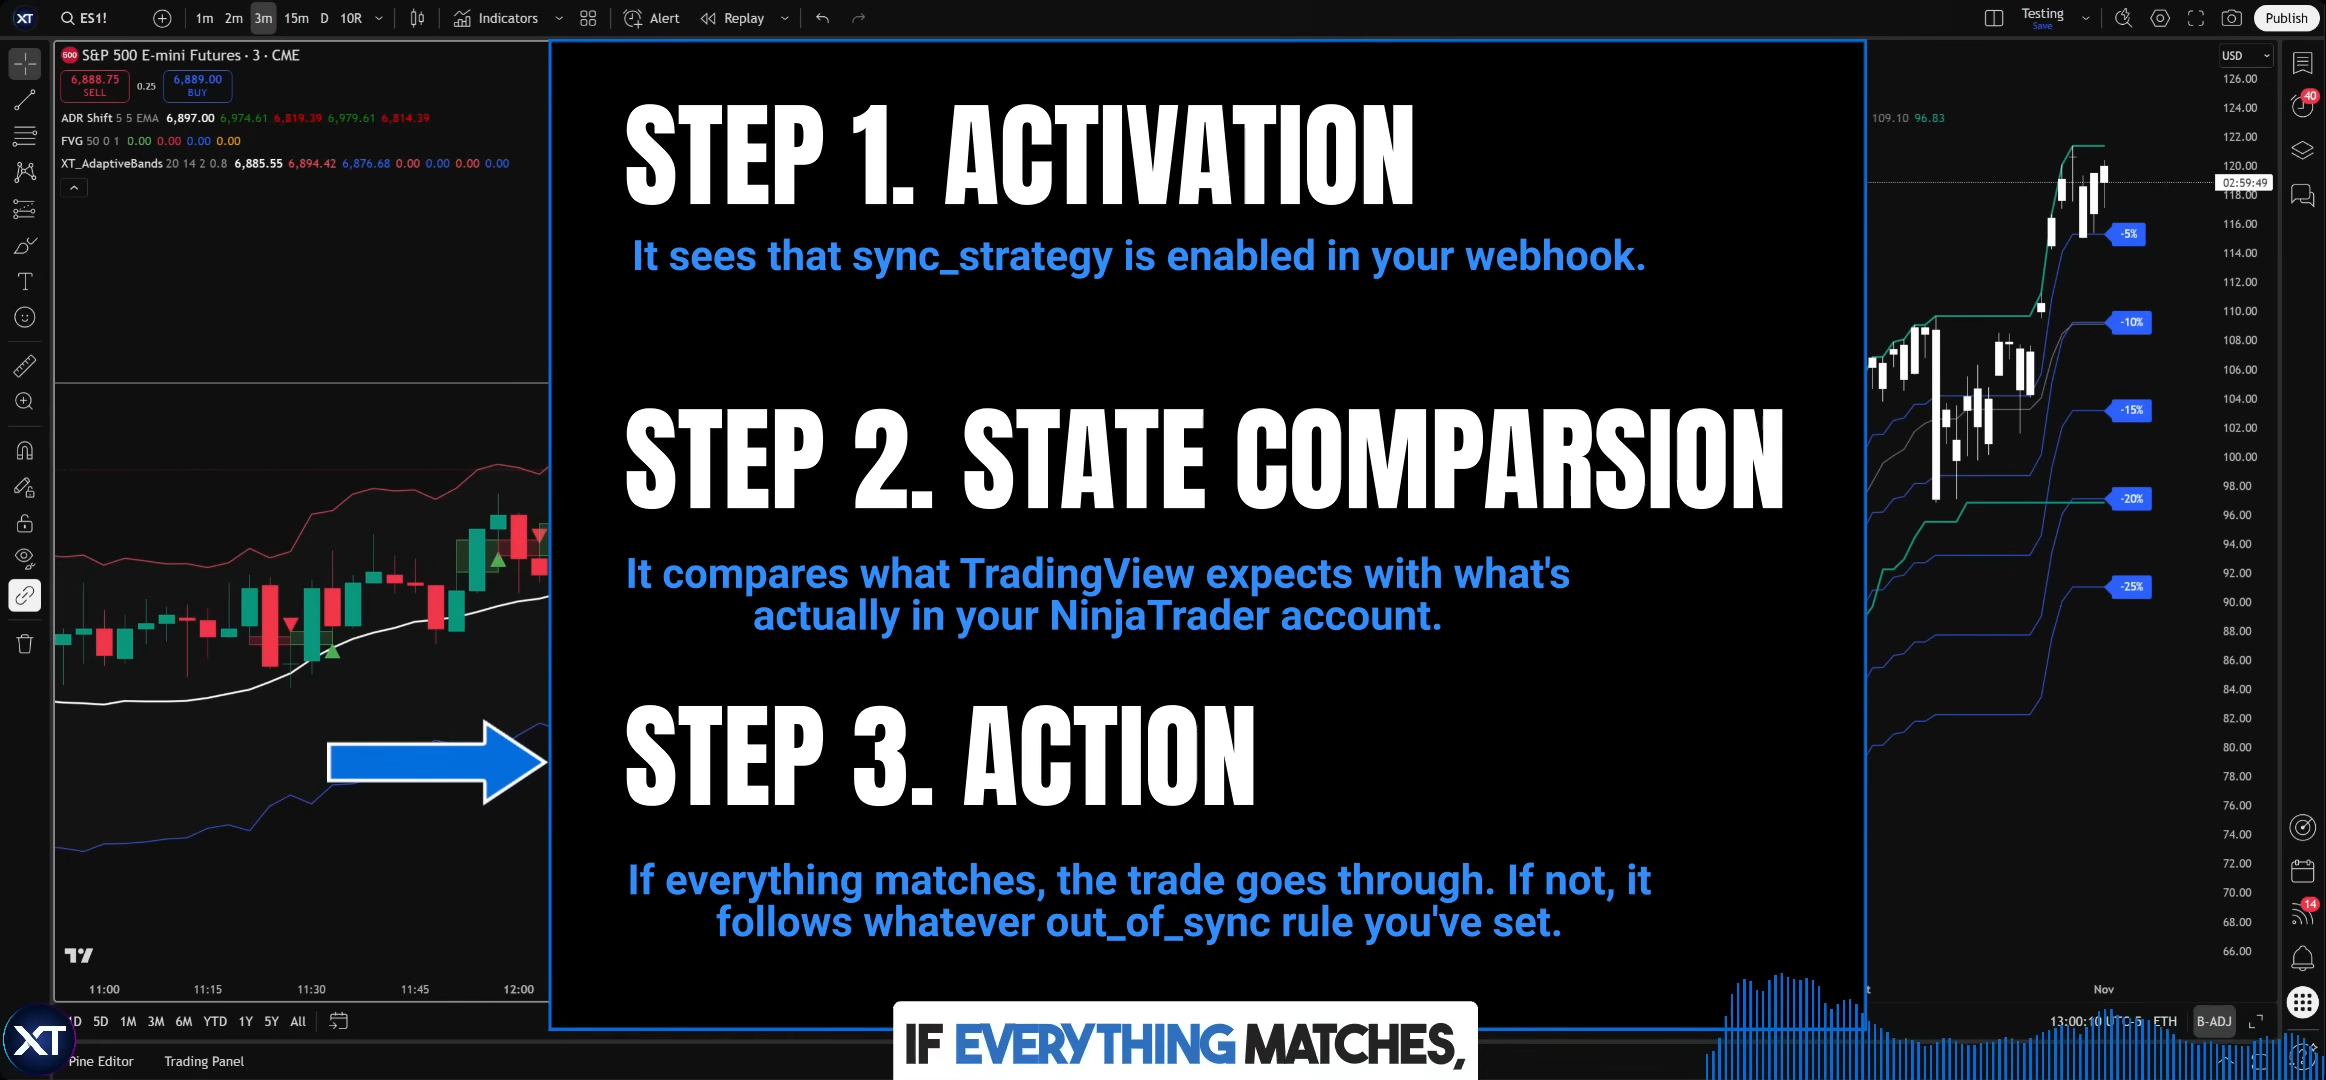 XT ES1! 1m 2m 3m 15m D 10R Indicators Alert Replay Testing Save Publish
500 S&P 500 E-mini Futures · 3 · CME
6,888.75 SELL 0.25 6,889.00 BUY
ADR Shift 5 5 EMA 6,897.00 6,974.61 6,819.39 6,979.61 6,814.39
FVG 50 0 1 0.00 0.00 0.00 0.00
XT_AdaptiveBands 20 14 2 0.8 6,885.55 6,894.42 6,876.68 0.00 0.00 0.00 0.00
STEP 1. ACTIVATION
It sees that sync_strategy is enabled in your webhook.
STEP 2. STATE COMPARSION
It compares what TradingView expects with what's
actually in your NinjaTrader account.
STEP 3. ACTION
If everything matches, the trade goes through. If not, it
follows whatever out_of_sync rule you've set.
109.10 96.83
USD
126.00
124.00
122.00
120.00
02:59:49
118.00
116.00
114.00
112.00
110.00
108.00
106.00
104.00
102.00
100.00
98.00
96.00
94.00
92.00
90.00
88.00
86.00
84.00
82.00
80.00
78.00
76.00
74.00
72.00
70.00
68.00
66.00
-5%
-10%
-15%
-20%
-25%
40
14
11:00 11:15 11:30 11:45 12:00
Nov
5D 1M 3M 6M YTD 1Y 5Y All
ETH B-ADJ
XT
Pine Editor Trading Panel
IF EVERYTHING MATCHES,